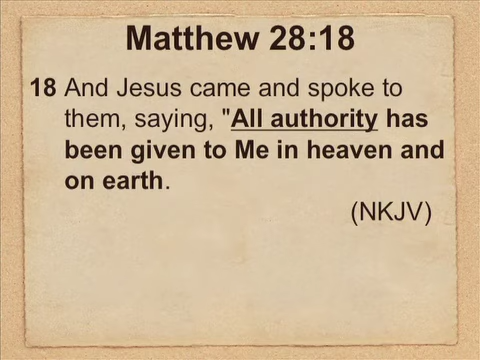 Matthew 28:18
18 And Jesus came and spoke to
them, saying, "All authority has
been given to Me in heaven and
on earth.
(NKJV)